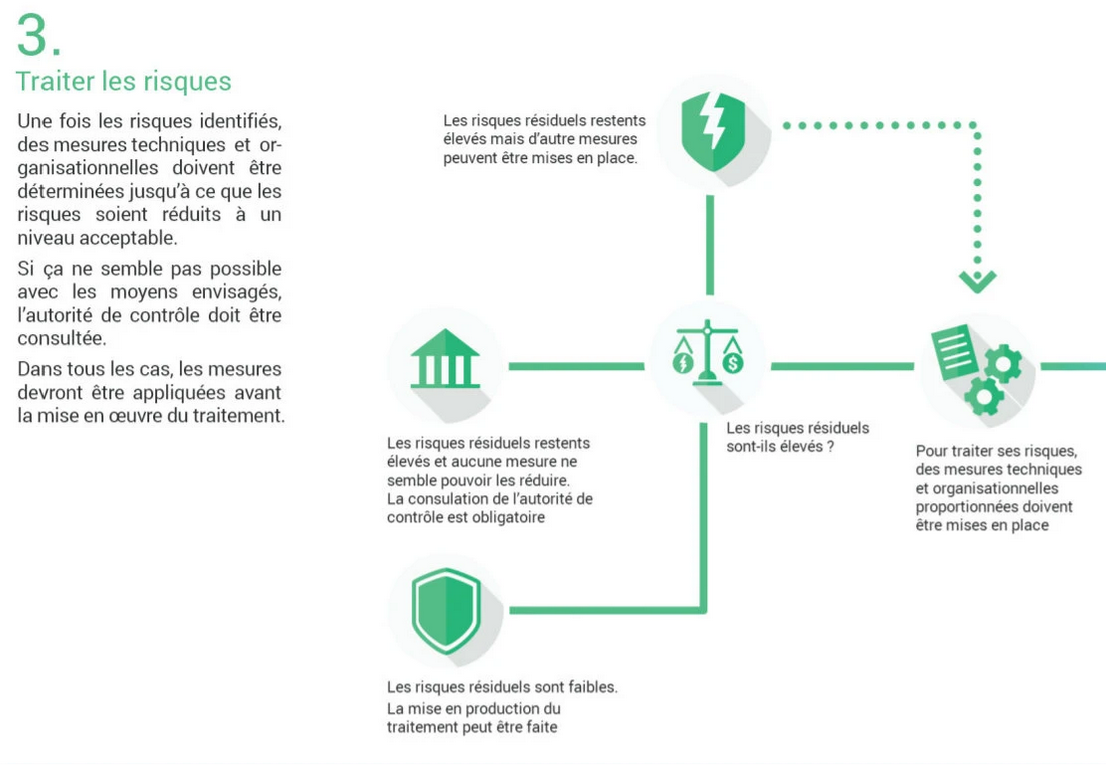 3.
Traiter les risques
Une fois les risques identifiés,
des mesures techniques et or-
ganisationnelles doivent être
déterminées jusqu'à ce que les
risques soient réduits à un
niveau acceptable.
Si ça ne semble pas possible
avec les moyens envisagés,
l'autorité de contrôle doit être
consultée.
Dans tous les cas, les mesures
devront être appliquées avant
la mise en œuvre du traitement.
Les risques résiduels restents
élevés mais d'autre mesures
peuvent être mises en place.
Les risques résiduels restents
élevés et aucune mesure ne
semble pouvoir les réduire.
La consulation de l'autorité de
contrôle est obligatoire
$
Les risques résiduels
sont-ils élevés ?
Pour traiter ses risques,
des mesures techniques
et organisationnelles
proportionnées doivent
être mises en place
Les risques résiduels sont faibles.
La mise en production du
traitement peut être faite